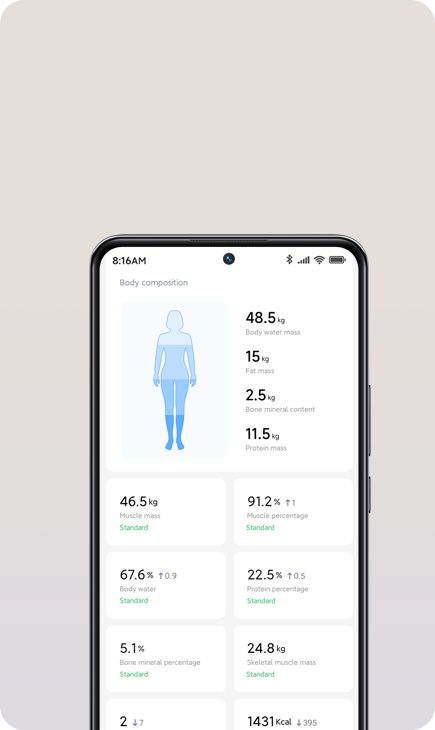 8:16AM
Body composition
48.5 kg
Body water mass
15 kg
Fat mass
2.5 kg
Bone mineral content
11.5 kg
Protein mass
46.5 kg
Muscle mass
Standard
91.2 % ↑1
Muscle percentage
Standard
67.6 % ↑0.9
Body water
Standard
22.5 % ↑0.5
Protein percentage
Standard
5.1 %
Bone mineral percentage
Standard
24.8 kg
Skeletal muscle mass
Standard
2 ↓7
1431 Kcal ↓395